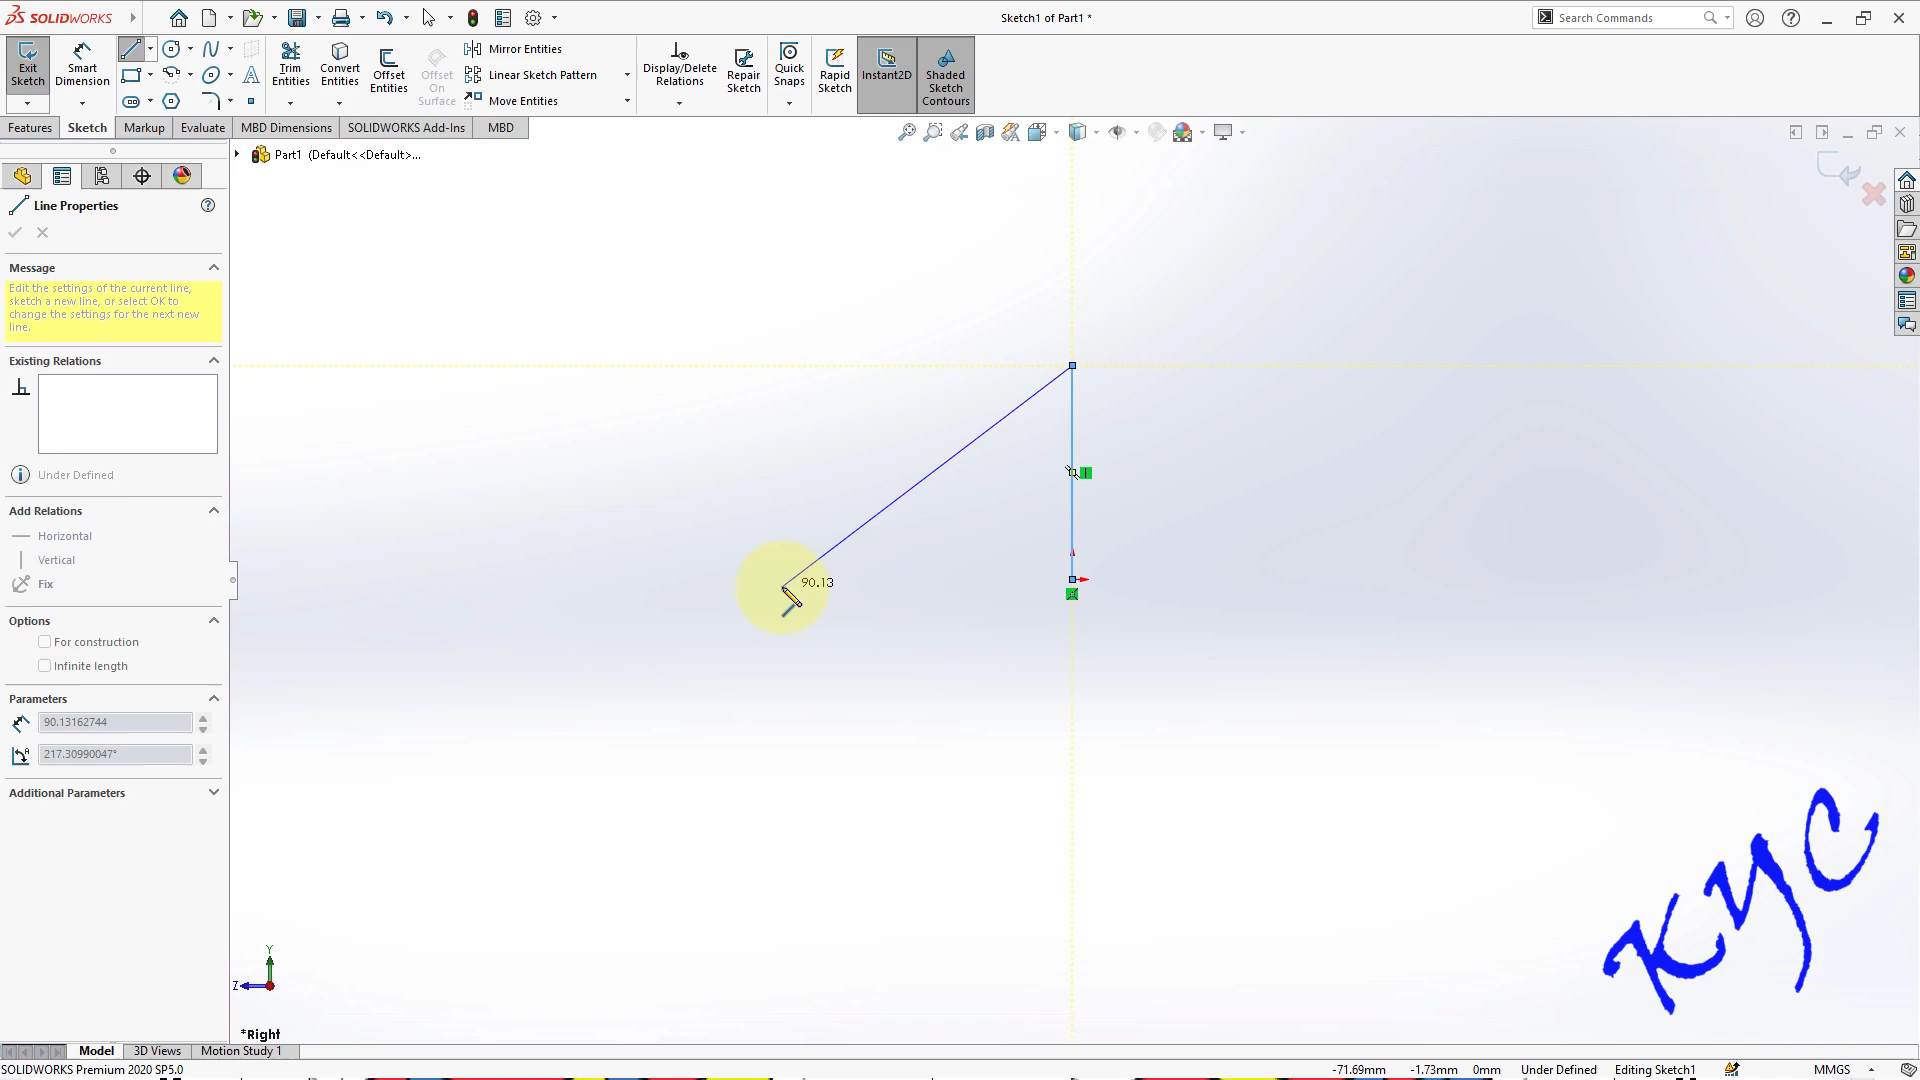 SOLIDWORKS
Sketch1 of Part1 *
Search Commands
Exit Sketch
Smart Dimension
Trim Entities
Convert Entities
Offset Entities
Offset On Surface
Mirror Entities
Linear Sketch Pattern
Move Entities
Display/Delete Relations
Repair Sketch
Quick Snaps
Rapid Sketch
Instant2D
Shaded Sketch Contours
Features
Sketch
Markup
Evaluate
MBD Dimensions
SOLIDWORKS Add-Ins
MBD
Part1 (Default<<Default>...
Line Properties
Message
Edit the settings of the current line,
sketch a new line, or select OK to
change the settings for the next new
line.
Existing Relations
Under Defined
Add Relations
Horizontal
Vertical
Fix
Options
For construction
Infinite length
Parameters
90.13162744
217.30990047°
Additional Parameters
90.13
Y
Z
*Right
KYC
Model
3D Views
Motion Study 1
SOLIDWORKS Premium 2020 SP5.0
-71.69mm
-1.73mm
0mm
Under Defined
Editing Sketch1
MMGS